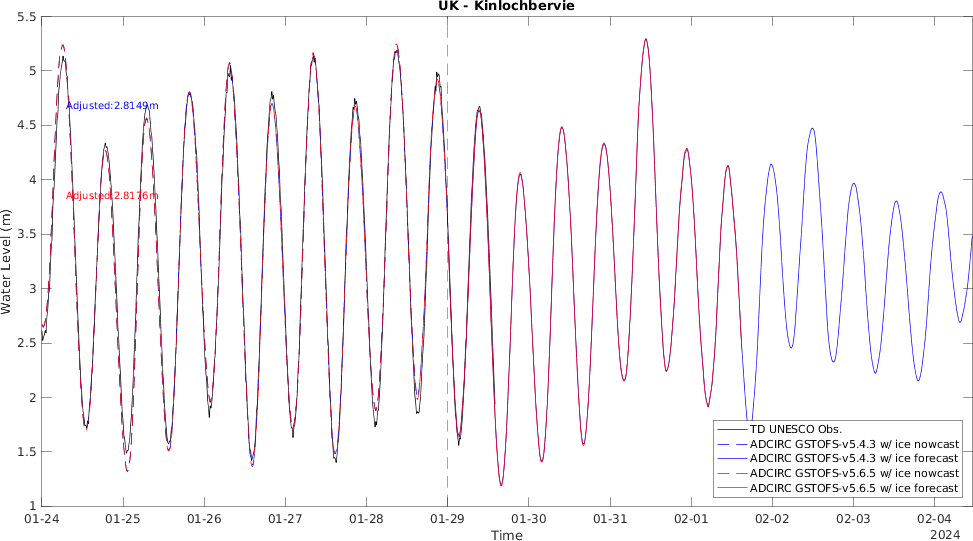 UK - Kinlochbervie
5.5
5
4.5
4
3.5
3
2.5
2
1.5
1
Water Level (m)
Adjusted:2.8149m
Adjusted:2.8176m
TD UNESCO Obs.
ADCIRC GSTOFS-v5.4.3 w/ ice nowcast
ADCIRC GSTOFS-v5.4.3 w/ ice forecast
ADCIRC GSTOFS-v5.6.5 w/ ice nowcast
ADCIRC GSTOFS-v5.6.5 w/ ice forecast
01-24 01-25 01-26 01-27 01-28 01-29 01-30 01-31 02-01 02-02 02-03 02-04
Time
2024